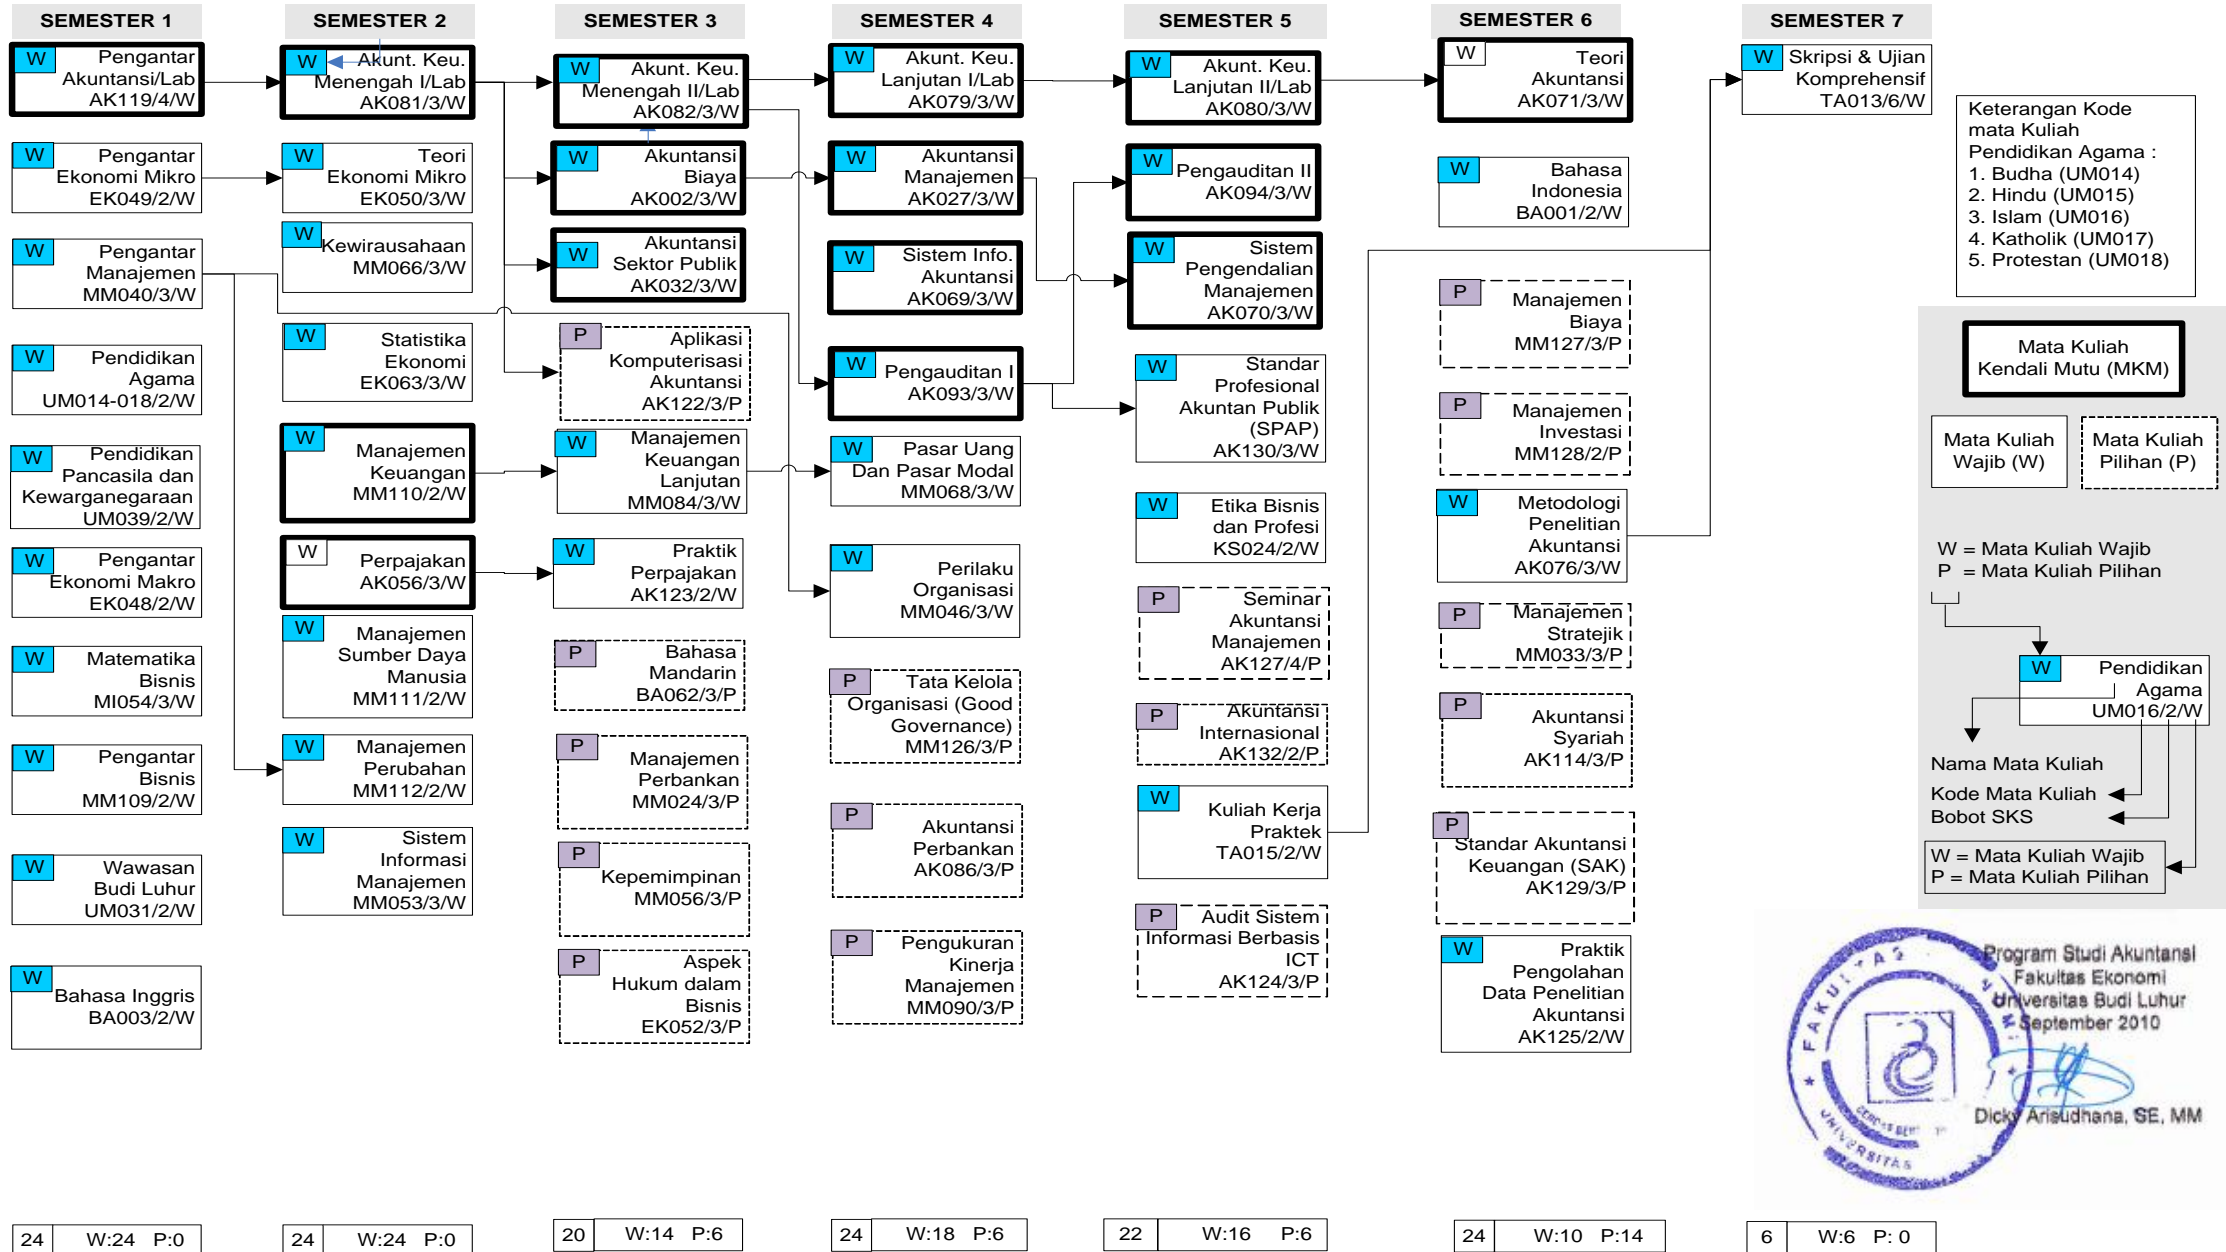 SEMESTER 1
W
Pengantar
Akuntansi/Lab
AK119/4/W
W
Pengantar
Ekonomi Mikro
EK049/2/W
W
Pengantar
Manajemen
MM040/3/W
W
Pendidikan
Agama
UM014-018/2/W
W
Pendidikan
Pancasila dan
Kewarganegaraan
UM039/2/W
W
Pengantar
Ekonomi Makro
EK048/2/W
W
Matematika
Bisnis
MI054/3/W
W
Pengantar
Bisnis
MM109/2/W
W
Wawasan
Budi Luhur
UM031/2/W
W
Bahasa Inggris
BA003/2/W
24 W:24 P:0
SEMESTER 2
W
Akunt. Keu.
Menengah I/Lab
AK081/3/W
W
Teori
Ekonomi Mikro
EK050/3/W
W
Kewirausahaan
MM066/3/W
W
Statistika
Ekonomi
EK063/3/W
W
Manajemen
Keuangan
MM110/2/W
W
Perpajakan
AK056/3/W
W
Manajemen
Sumber Daya
Manusia
MM111/2/W
W
Manajemen
Perubahan
MM112/2/W
W
Sistem
Informasi
Manajemen
MM053/3/W
24 W:24 P:0
SEMESTER 3
W
Akunt. Keu.
Menengah II/Lab
AK082/3/W
W
Akuntansi
Biaya
AK002/3/W
W
Akuntansi
Sektor Publik
AK032/3/W
P
Aplikasi
Komputerisasi
Akuntansi
AK122/3/P
W
Manajemen
Keuangan
Lanjutan
MM084/3/W
W
Praktik
Perpajakan
AK123/2/W
P
Bahasa
Mandarin
BA062/3/P
P
Manajemen
Perbankan
MM024/3/P
P
Kepemimpinan
MM056/3/P
P
Aspek
Hukum dalam
Bisnis
EK052/3/P
20 W:14 P:6
SEMESTER 4
W
Akunt. Keu.
Lanjutan I/Lab
AK079/3/W
W
Akuntansi
Manajemen
AK027/3/W
W
Sistem Info.
Akuntansi
AK069/3/W
W
Pengauditan I
AK093/3/W
W
Pasar Uang
Dan Pasar Modal
MM068/3/W
W
Perilaku
Organisasi
MM046/3/W
P
Tata Kelola
Organisasi (Good
Governance)
MM126/3/P
P
Akuntansi
Perbankan
AK086/3/P
P
Pengukuran
Kinerja
Manajemen
MM090/3/P
24 W:18 P:6
SEMESTER 5
W
Akunt. Keu.
Lanjutan II/Lab
AK080/3/W
W
Pengauditan II
AK094/3/W
W
Sistem
Pengendalian
Manajemen
AK070/3/W
W
Standar
Profesional
Akuntan Publik
(SPAP)
AK130/3/W
W
Etika Bisnis
dan Profesi
KS024/2/W
P
Seminar
Akuntansi
Manajemen
AK127/4/P
P
Akuntansi
Internasional
AK132/2/P
W
Kuliah Kerja
Praktek
TA015/2/W
P
Audit Sistem
Informasi Berbasis
ICT
AK124/3/P
22 W:16 P:6
SEMESTER 6
W
Teori
Akuntansi
AK071/3/W
W
Bahasa
Indonesia
BA001/2/W
P
Manajemen
Biaya
MM127/3/P
P
Manajemen
Investasi
MM128/2/P
W
Metodologi
Penelitian
Akuntansi
AK076/3/W
P
Manajemen
Stratejik
MM033/3/P
P
Akuntansi
Syariah
AK114/3/P
P
Standar Akuntansi
Keuangan (SAK)
AK129/3/P
W
Praktik
Pengolahan
Data Penelitian
Akuntansi
AK125/2/W
24 W:10 P:14
SEMESTER 7
W
Skripsi & Ujian
Komprehensif
TA013/6/W
6 W:6 P: 0
Keterangan Kode
mata Kuliah
Pendidikan Agama :
1. Budha (UM014)
2. Hindu (UM015)
3. Islam (UM016)
4. Katholik (UM017)
5. Protestan (UM018)
Mata Kuliah
Kendali Mutu (MKM)
Mata Kuliah
Wajib (W)
Mata Kuliah
Pilihan (P)
W = Mata Kuliah Wajib
P = Mata Kuliah Pilihan
W
Pendidikan
Agama
UM016/2/W
Nama Mata Kuliah
Kode Mata Kuliah
Bobot SKS
W = Mata Kuliah Wajib
P = Mata Kuliah Pilihan
Program Studi Akuntansi
Fakultas Ekonomi
Universitas Budi Luhur
September 2010
Dicky Arisudhana, SE, MM
FAKULTAS
UNIVERSITAS